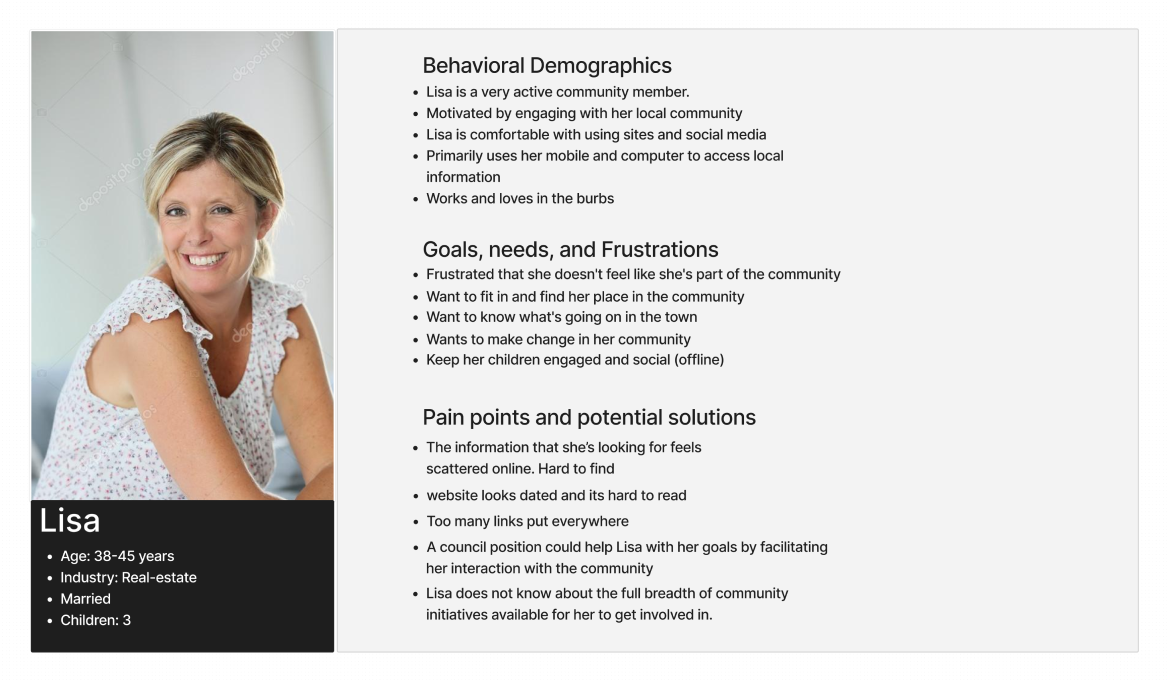 Behavioral Demographics
• Lisa is a very active community member.
• Motivated by engaging with her local community
• Lisa is comfortable with using sites and social media
• Primarily uses her mobile and computer to access local
information
• Works and loves in the burbs
Goals, needs, and Frustrations
• Frustrated that she doesn't feel like she's part of the community
• Want to fit in and find her place in the community
• Want to know what's going on in the town
• Wants to make change in her community
• Keep her children engaged and social (offline)
Pain points and potential solutions
• The information that she’s looking for feels
scattered online. Hard to find
• website looks dated and its hard to read
• Too many links put everywhere
• A council position could help Lisa with her goals by facilitating
her interaction with the community
• Lisa does not know about the full breadth of community
initiatives available for her to get involved in.
depositphotos
Lisa
• Age: 38-45 years
• Industry: Real-estate
• Married
• Children: 3